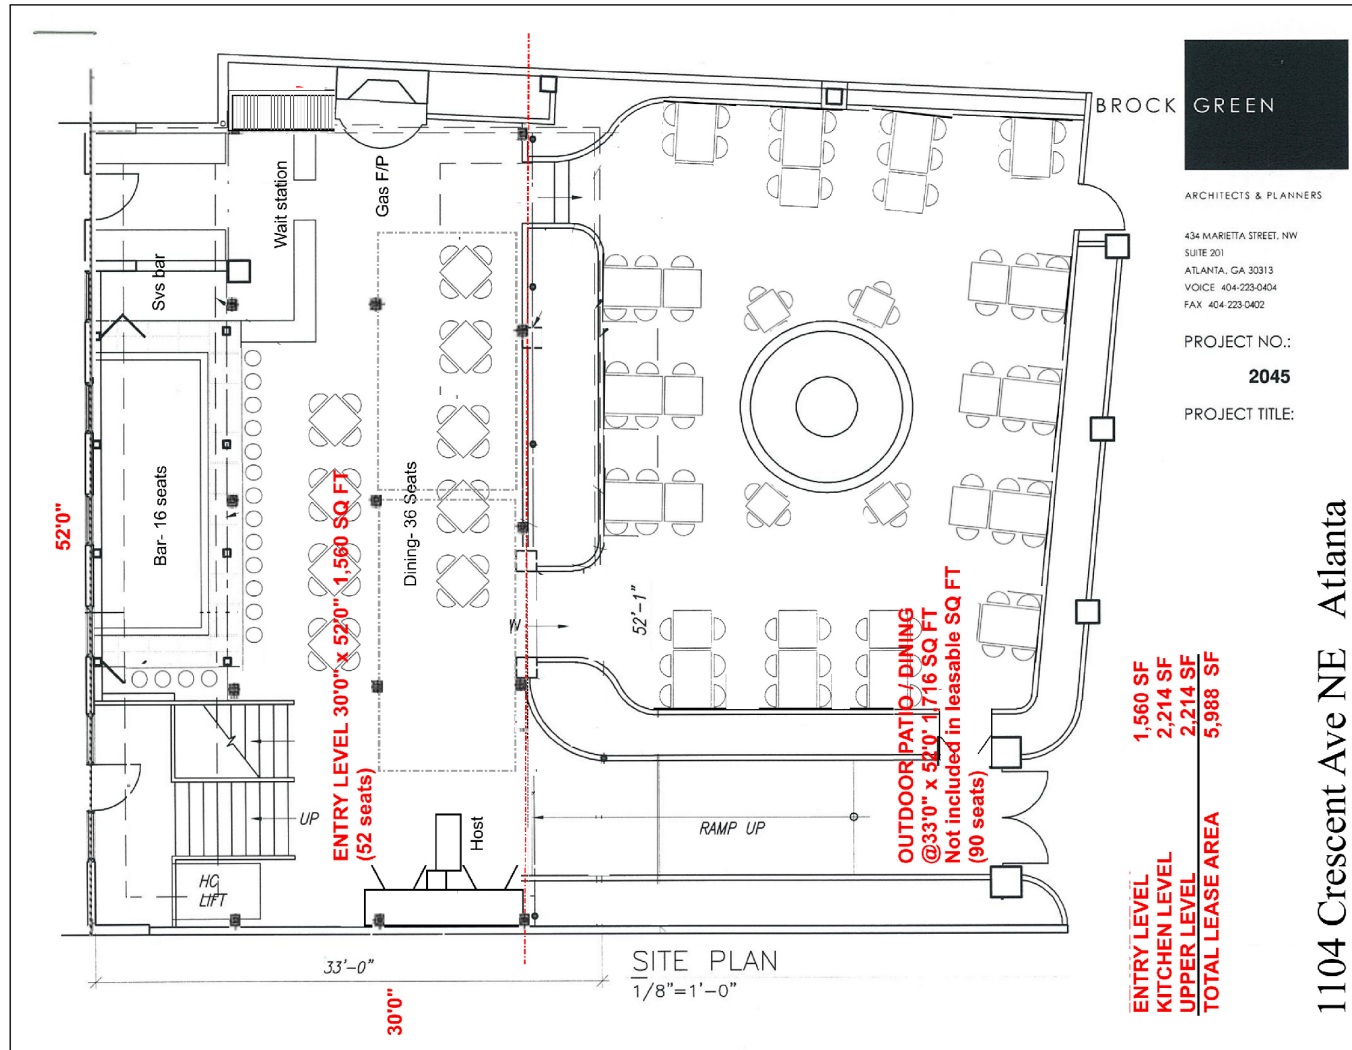 BROCK GREEN
ARCHITECTS & PLANNERS
434 MARIETTA STREET, NW
SUITE 201
ATLANTA, GA 30313
VOICE 404-223-0404
FAX 404-223-0402
PROJECT NO.:
2045
PROJECT TITLE:
Wait station
Gas F/P
Svs bar
Bar- 16 seats
Dining- 36 Seats
52'0"
ENTRY LEVEL 30'0" x 52'0" 1,560 SQ FT
(52 seats)
W
52'-1"
OUTDOOR PATIO / DINING
@33'0" x 52'0' 1,716 SQ FT
Not included in leasable SQ FT
(90 seats)
UP
HC
LIFT
Host
RAMP UP
33'-0"
30'0"
SITE PLAN
1/8"=1'-0"
ENTRY LEVEL 1,560 SF
KITCHEN LEVEL 2,214 SF
UPPER LEVEL 2,214 SF
TOTAL LEASE AREA 5,988 SF
1104 Crescent Ave NE Atlanta